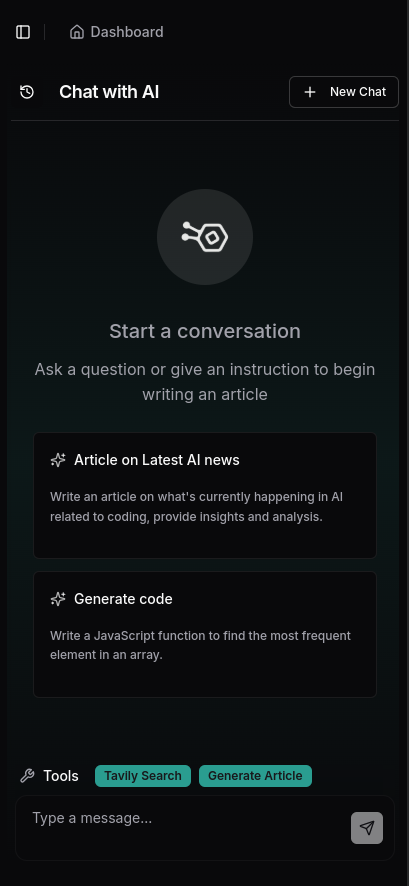 Dashboard
Chat with AI
New Chat
Start a conversation
Ask a question or give an instruction to begin
writing an article
Article on Latest AI news
Write an article on what's currently happening in AI
related to coding, provide insights and analysis.
Generate code
Write a JavaScript function to find the most frequent
element in an array.
Tools
Tavily Search
Generate Article
Type a message...